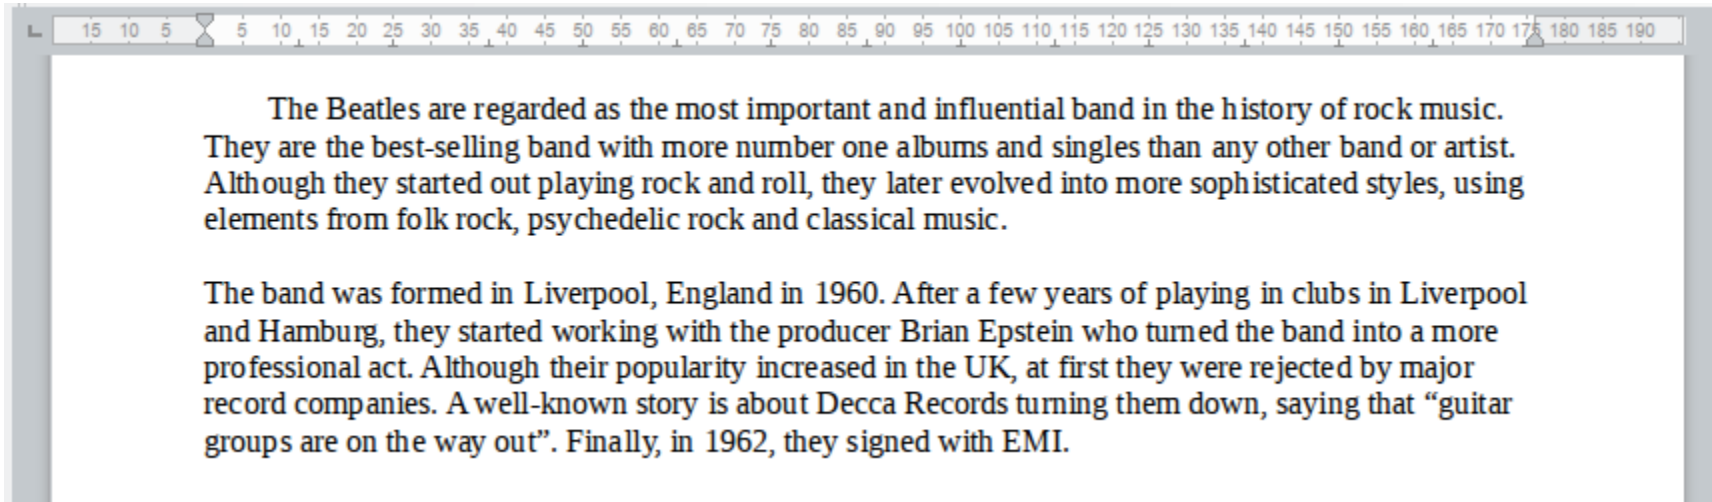 15 10 5 5 10 15 20 25 30 35 40 45 50 55 60 65 70 75 80 85 90 95 100 105 110 115 120 125 130 135 140 145 150 155 160 165 170 175 180 185 190
The Beatles are regarded as the most important and influential band in the history of rock music.
They are the best-selling band with more number one albums and singles than any other band or artist.
Although they started out playing rock and roll, they later evolved into more sophisticated styles, using
elements from folk rock, psychedelic rock and classical music.
The band was formed in Liverpool, England in 1960. After a few years of playing in clubs in Liverpool
and Hamburg, they started working with the producer Brian Epstein who turned the band into a more
professional act. Although their popularity increased in the UK, at first they were rejected by major
record companies. A well-known story is about Decca Records turning them down, saying that “guitar
groups are on the way out”. Finally, in 1962, they signed with EMI.